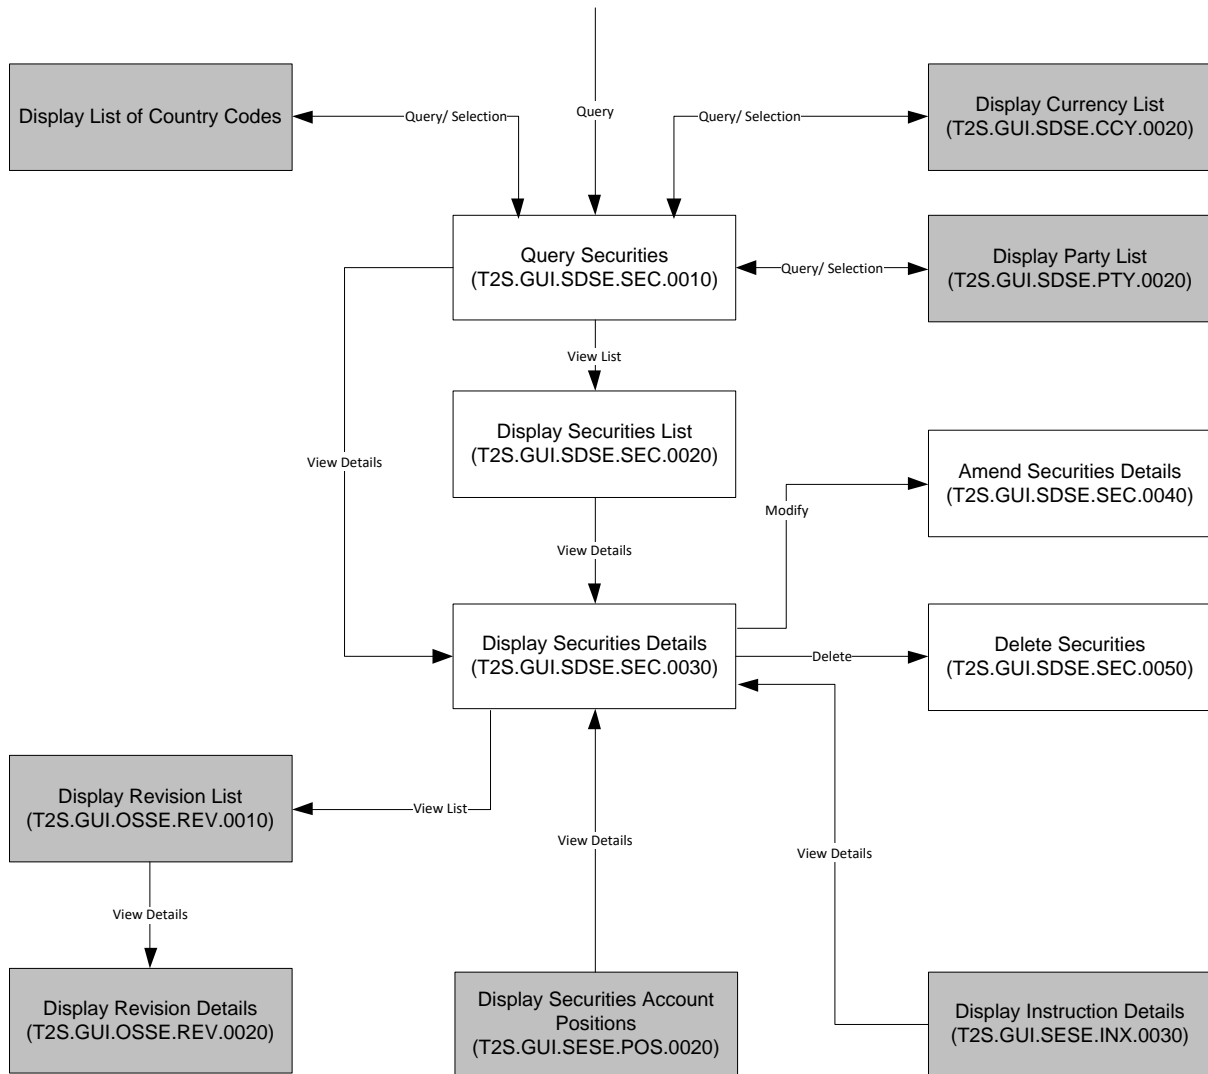 Display List of Country Codes
Query/ Selection
Query
Query/ Selection
Display Currency List
(T2S.GUI.SDSE.CCY.0020)
Query Securities
(T2S.GUI.SDSE.SEC.0010)
Query/ Selection
Display Party List
(T2S.GUI.SDSE.PTY.0020)
View List
Display Securities List
(T2S.GUI.SDSE.SEC.0020)
View Details
Amend Securities Details
(T2S.GUI.SDSE.SEC.0040)
Modify
View Details
Display Securities Details
(T2S.GUI.SDSE.SEC.0030)
Delete
Delete Securities
(T2S.GUI.SDSE.SEC.0050)
Display Revision List
(T2S.GUI.OSSE.REV.0010)
View List
View Details
View Details
View Details
Display Revision Details
(T2S.GUI.OSSE.REV.0020)
Display Securities Account
Positions
(T2S.GUI.SESE.POS.0020)
Display Instruction Details
(T2S.GUI.SESE.INX.0030)